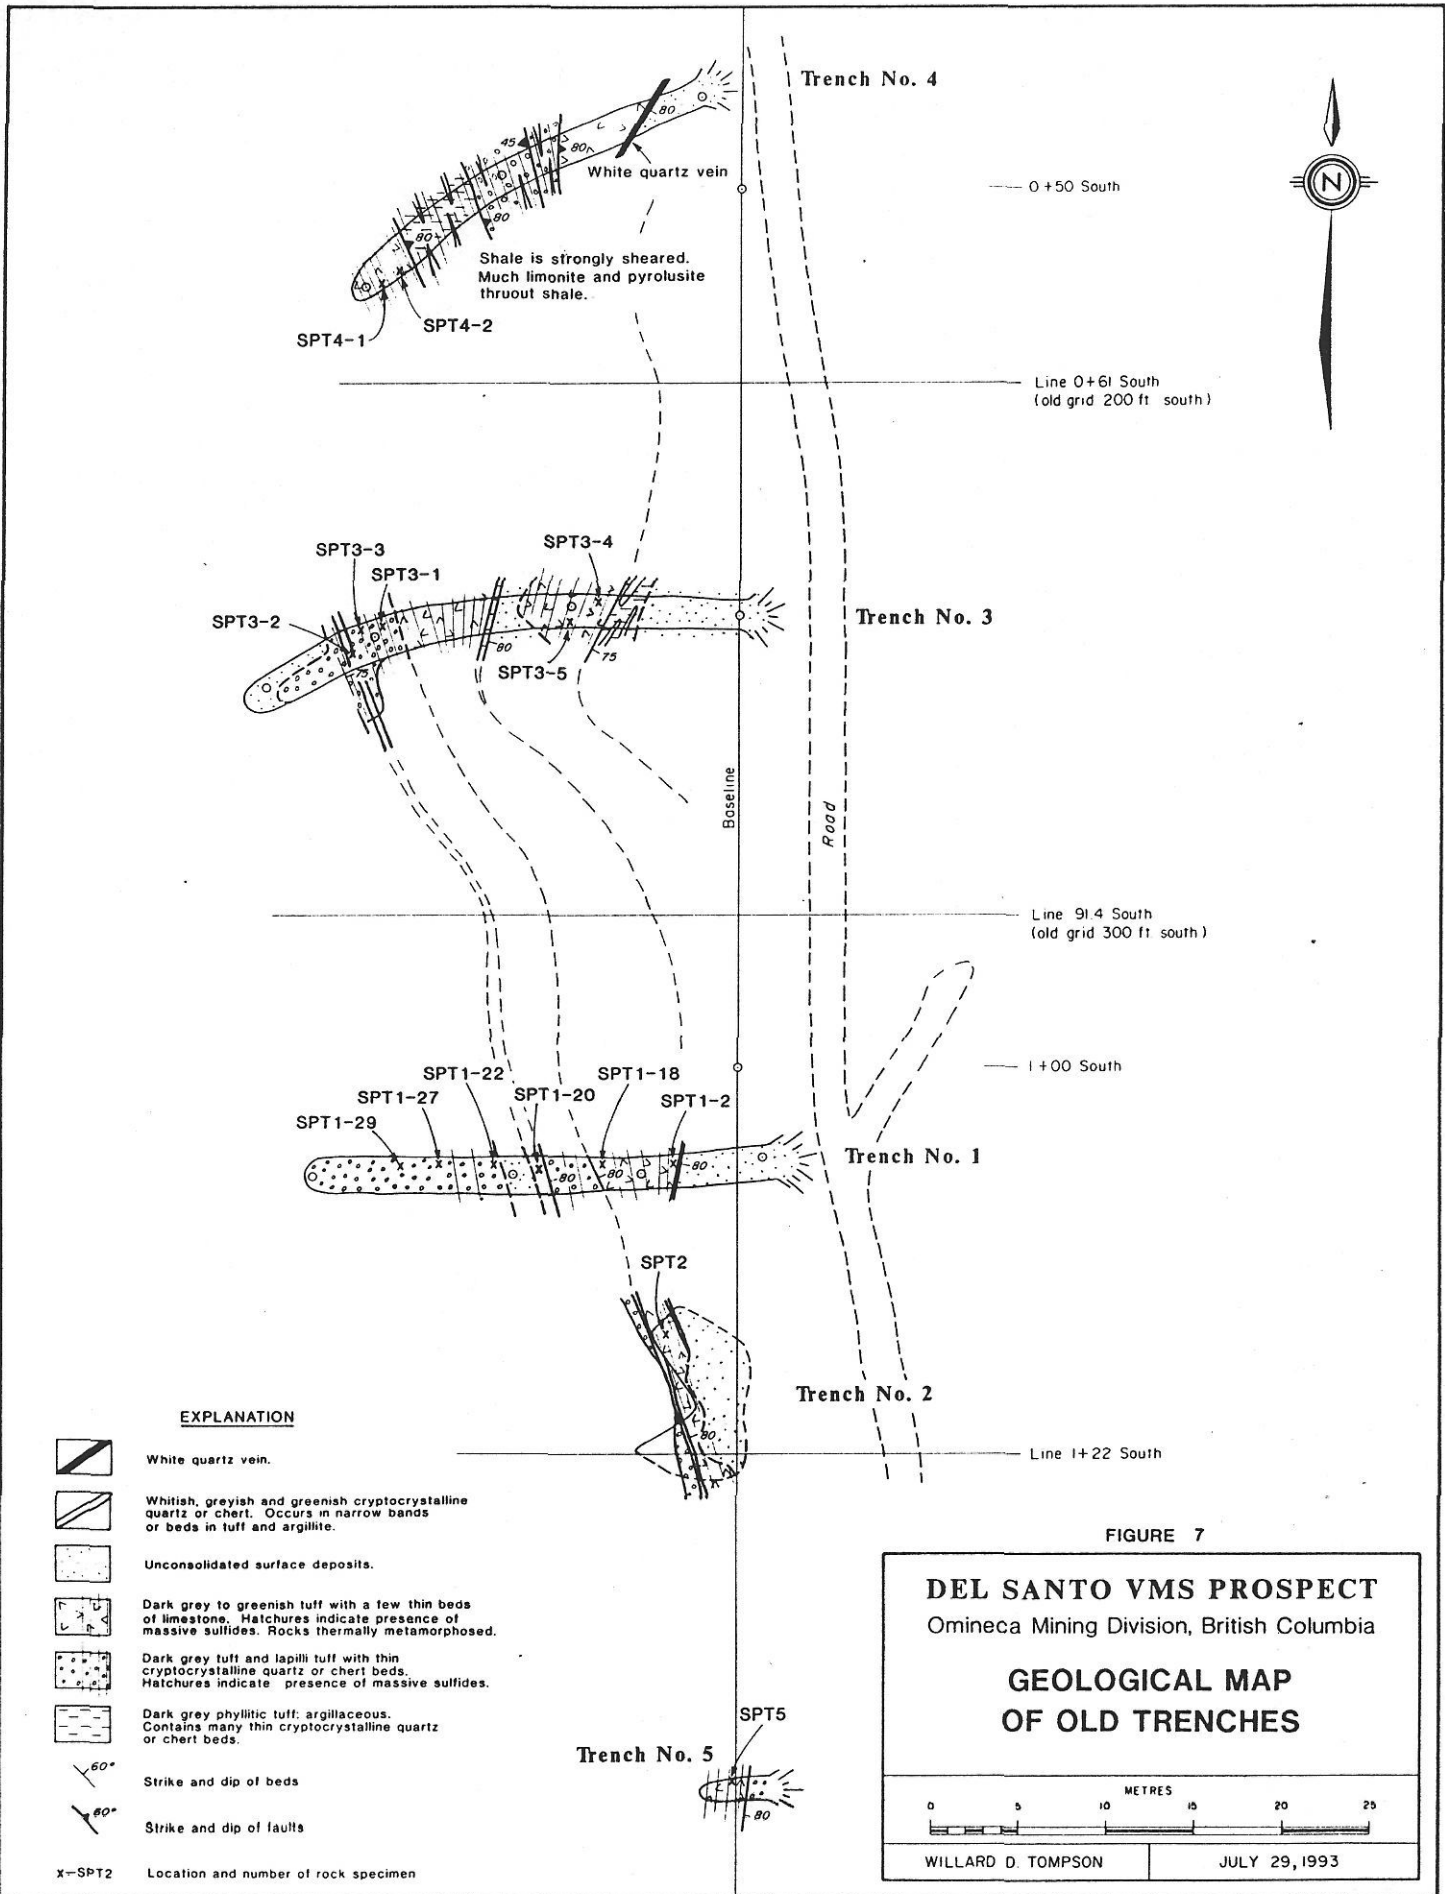 Trench No. 4
80
45
80
White quartz vein
N
0+50 South
80
80
Shale is strongly sheared.
Much limonite and pyrolusite
thruout shale.
SPT4-1
SPT4-2
Line 0+61 South
(old grid 200 ft south)
SPT3-3
SPT3-4
SPT3-1
SPT3-2
Trench No. 3
80
75
SPT3-5
75
Baseline
Road
Line 91.4 South
(old grid 300 ft south)
1+00 South
SPT1-22
SPT1-18
SPT1-27
SPT1-20
SPT1-2
SPT1-29
Trench No. 1
80
80
80
SPT2
Trench No. 2
80
Line 1+22 South
EXPLANATION
White quartz vein.
Whitish, greyish and greenish cryptocrystalline
quartz or chert. Occurs in narrow bands
or beds in tuff and argillite.
Unconsolidated surface deposits.
Dark grey to greenish tuff with a few thin beds
of limestone. Hatchures indicate presence of
massive sulfides. Rocks thermally metamorphosed.
Dark grey tuff and lapilli tuff with thin
cryptocrystalline quartz or chert beds.
Hatchures indicate presence of massive sulfides.
Dark grey phyllitic tuff: argillaceous.
Contains many thin cryptocrystalline quartz
or chert beds.
60°
Strike and dip of beds
60°
Strike and dip of faults
x-SPT2 Location and number of rock specimen
SPT5
Trench No. 5
80
FIGURE 7
DEL SANTO VMS PROSPECT
Omineca Mining Division, British Columbia
GEOLOGICAL MAP
OF OLD TRENCHES
METRES
0 5 10 15 20 25
WILLARD D. TOMPSON
JULY 29, 1993